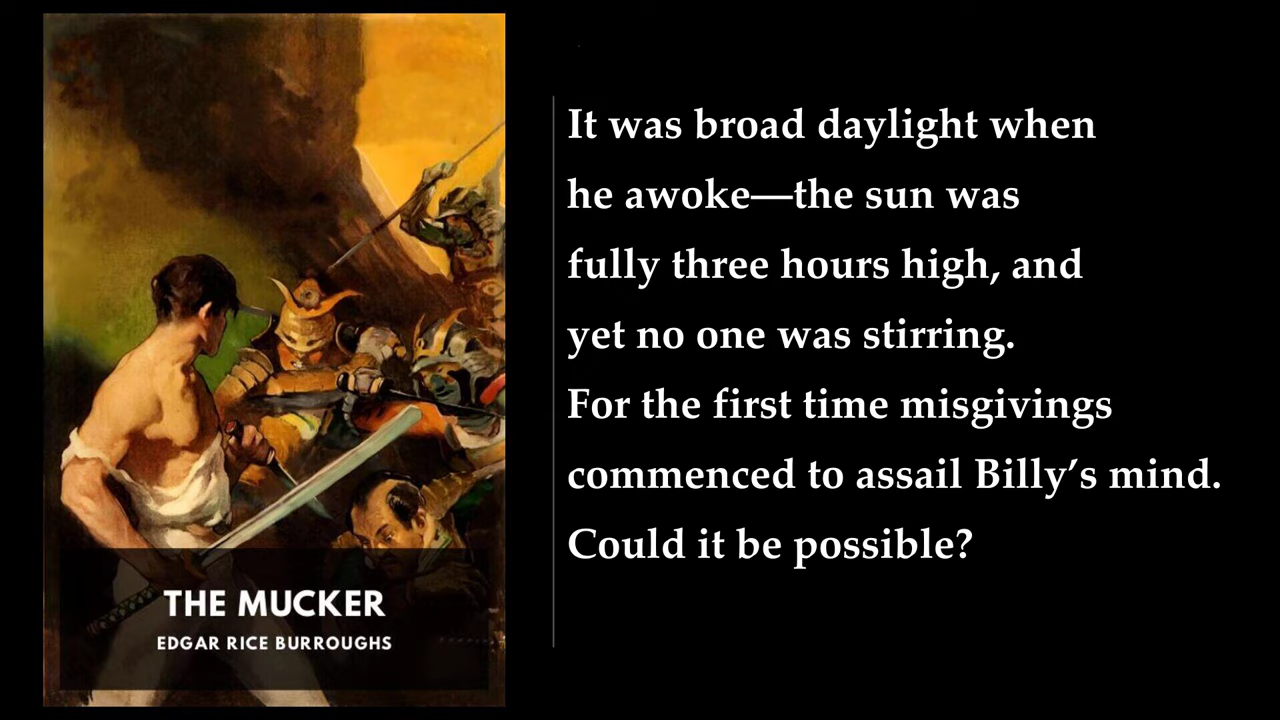 THE MUCKER
EDGAR RICE BURROUGHS
It was broad daylight when
he awoke—the sun was
fully three hours high, and
yet no one was stirring.
For the first time misgivings
commenced to assail Billy’s mind.
Could it be possible?